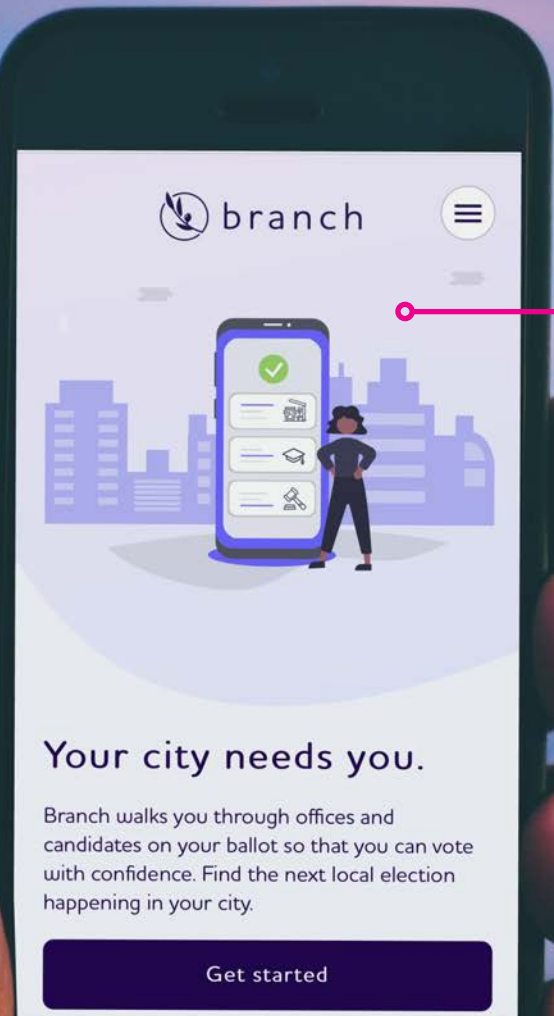 branch
Your city needs you.
Branch walks you through offices and
candidates on your ballot so that you can vote
with confidence. Find the next local election
happening in your city.
Get started